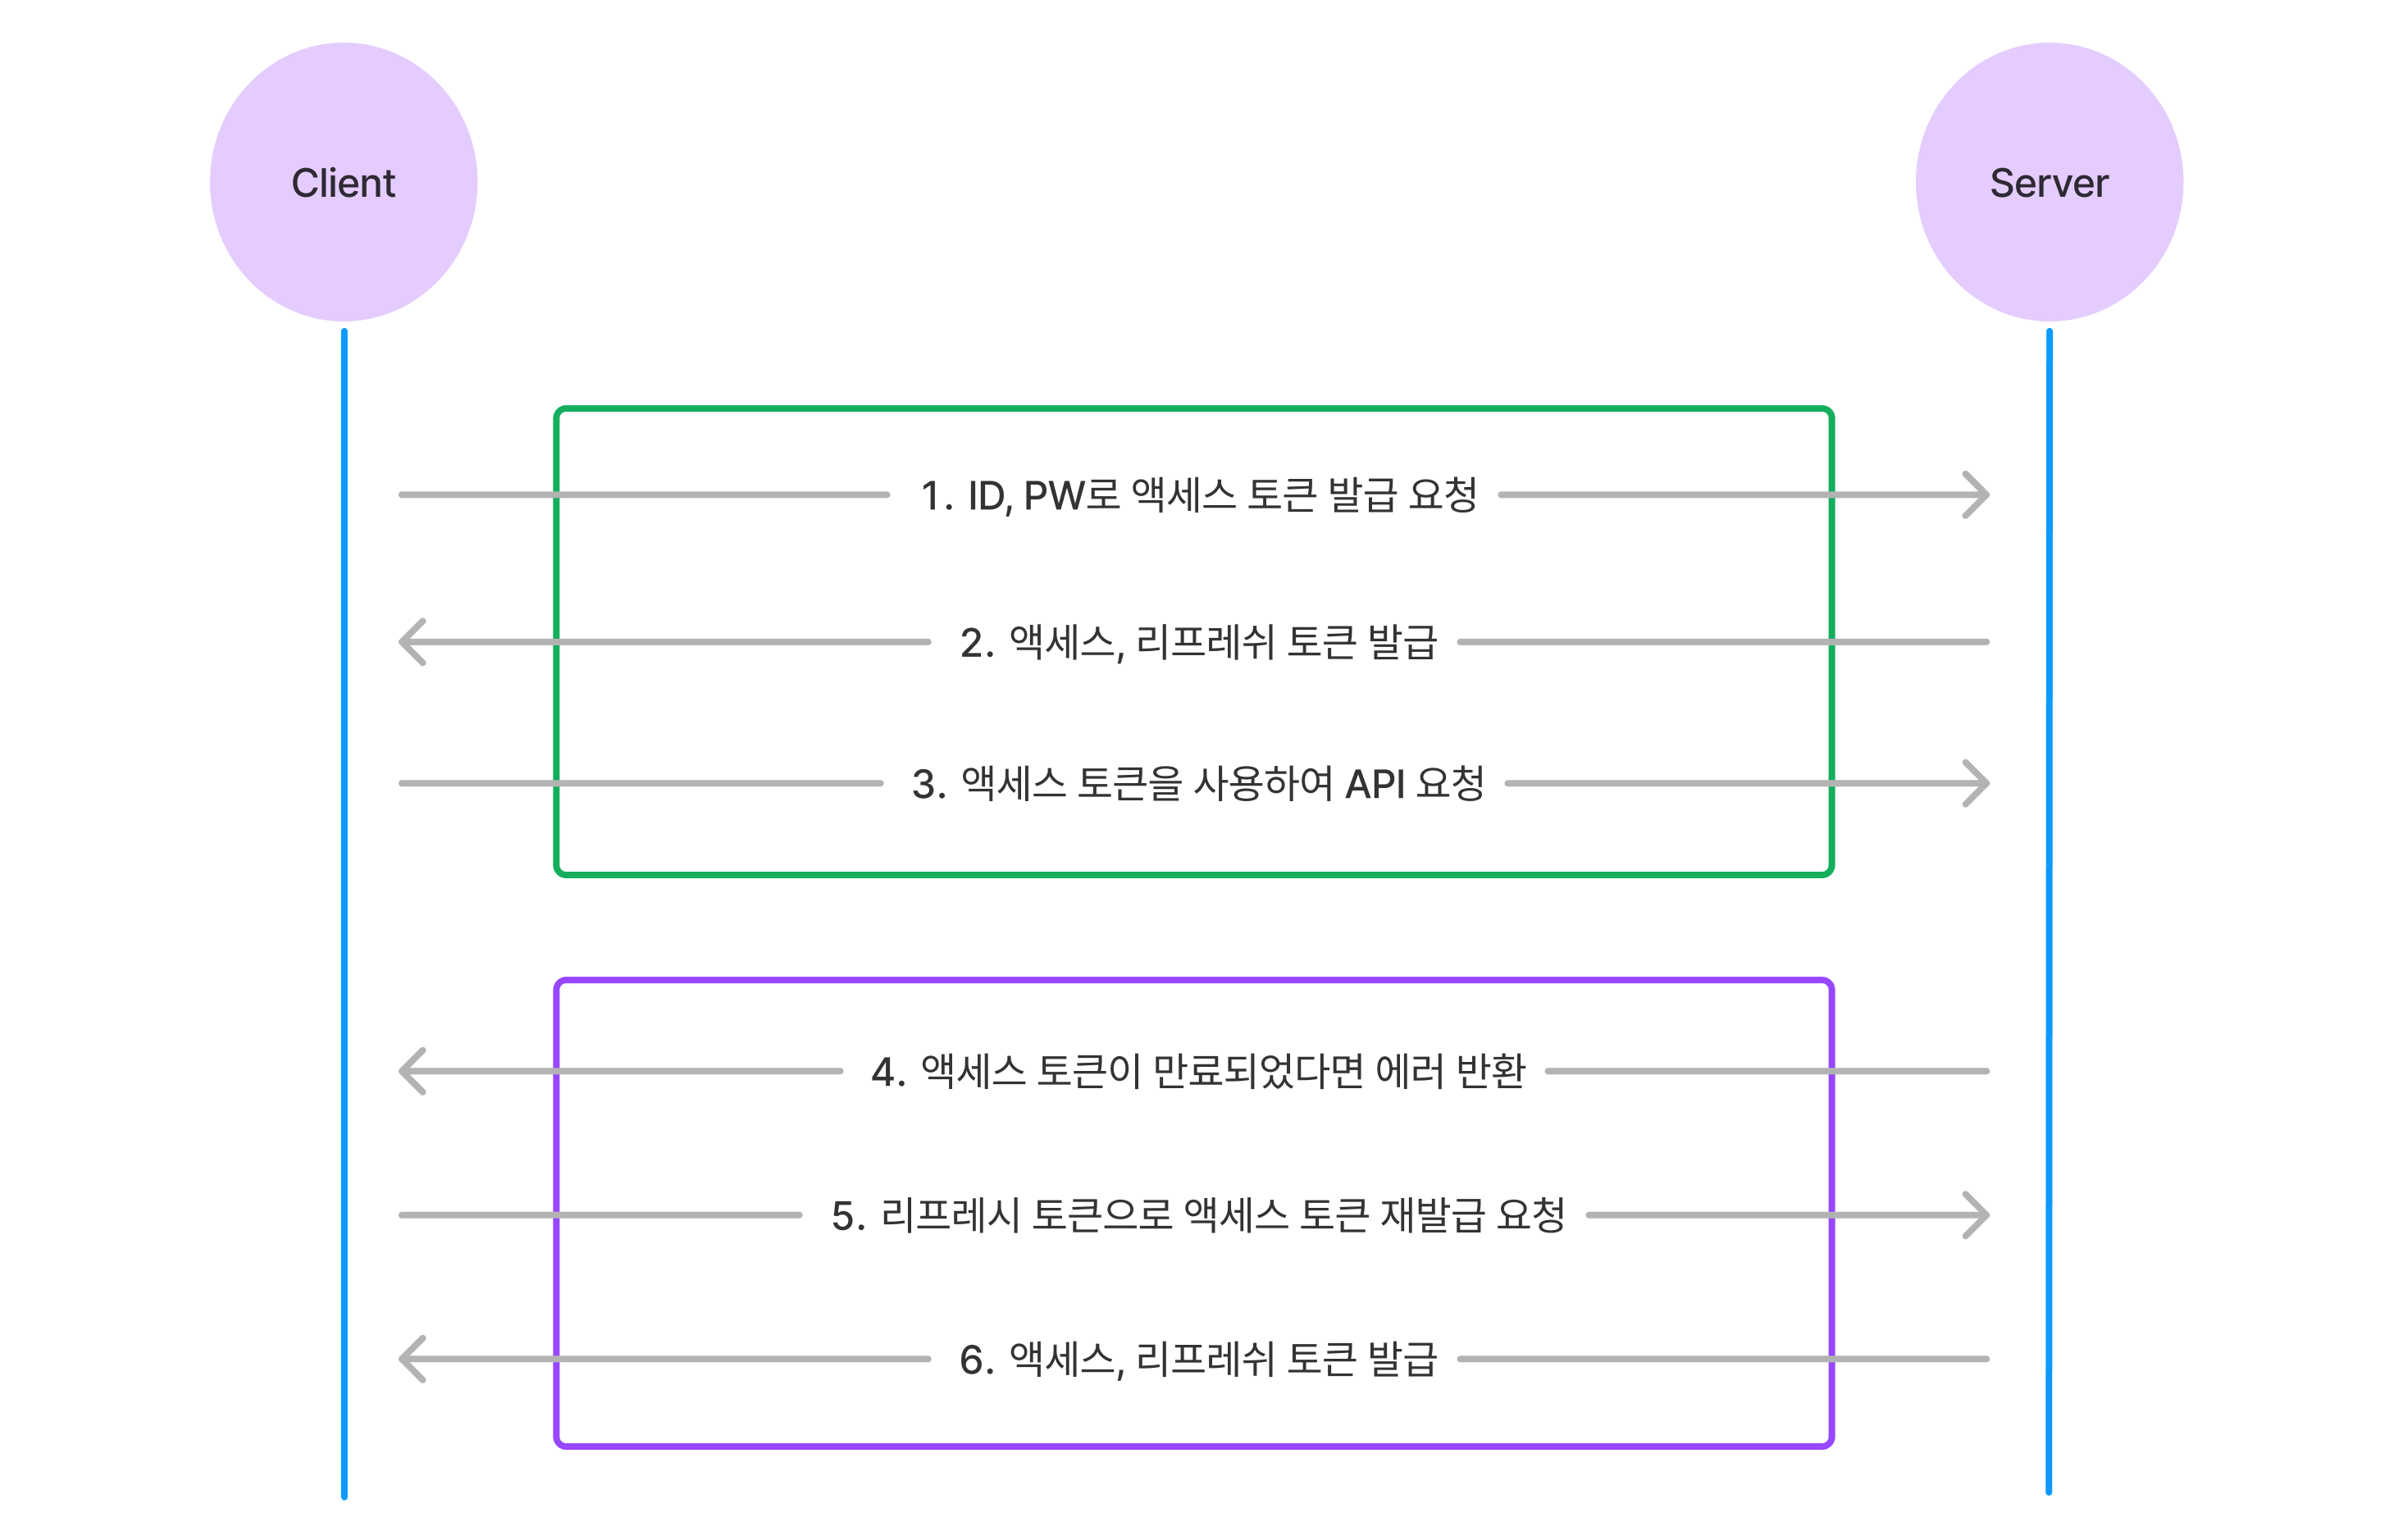 Client
Server
1. ID, PW로 액세스 토큰 발급 요청
2. 액세스, 리프레쉬 토큰 발급
3. 액세스 토큰을 사용하여 API 요청
4. 액세스 토큰이 만료되었다면 에러 반환
5. 리프레시 토큰으로 액세스 토큰 재발급 요청
6. 액세스, 리프레쉬 토큰 발급